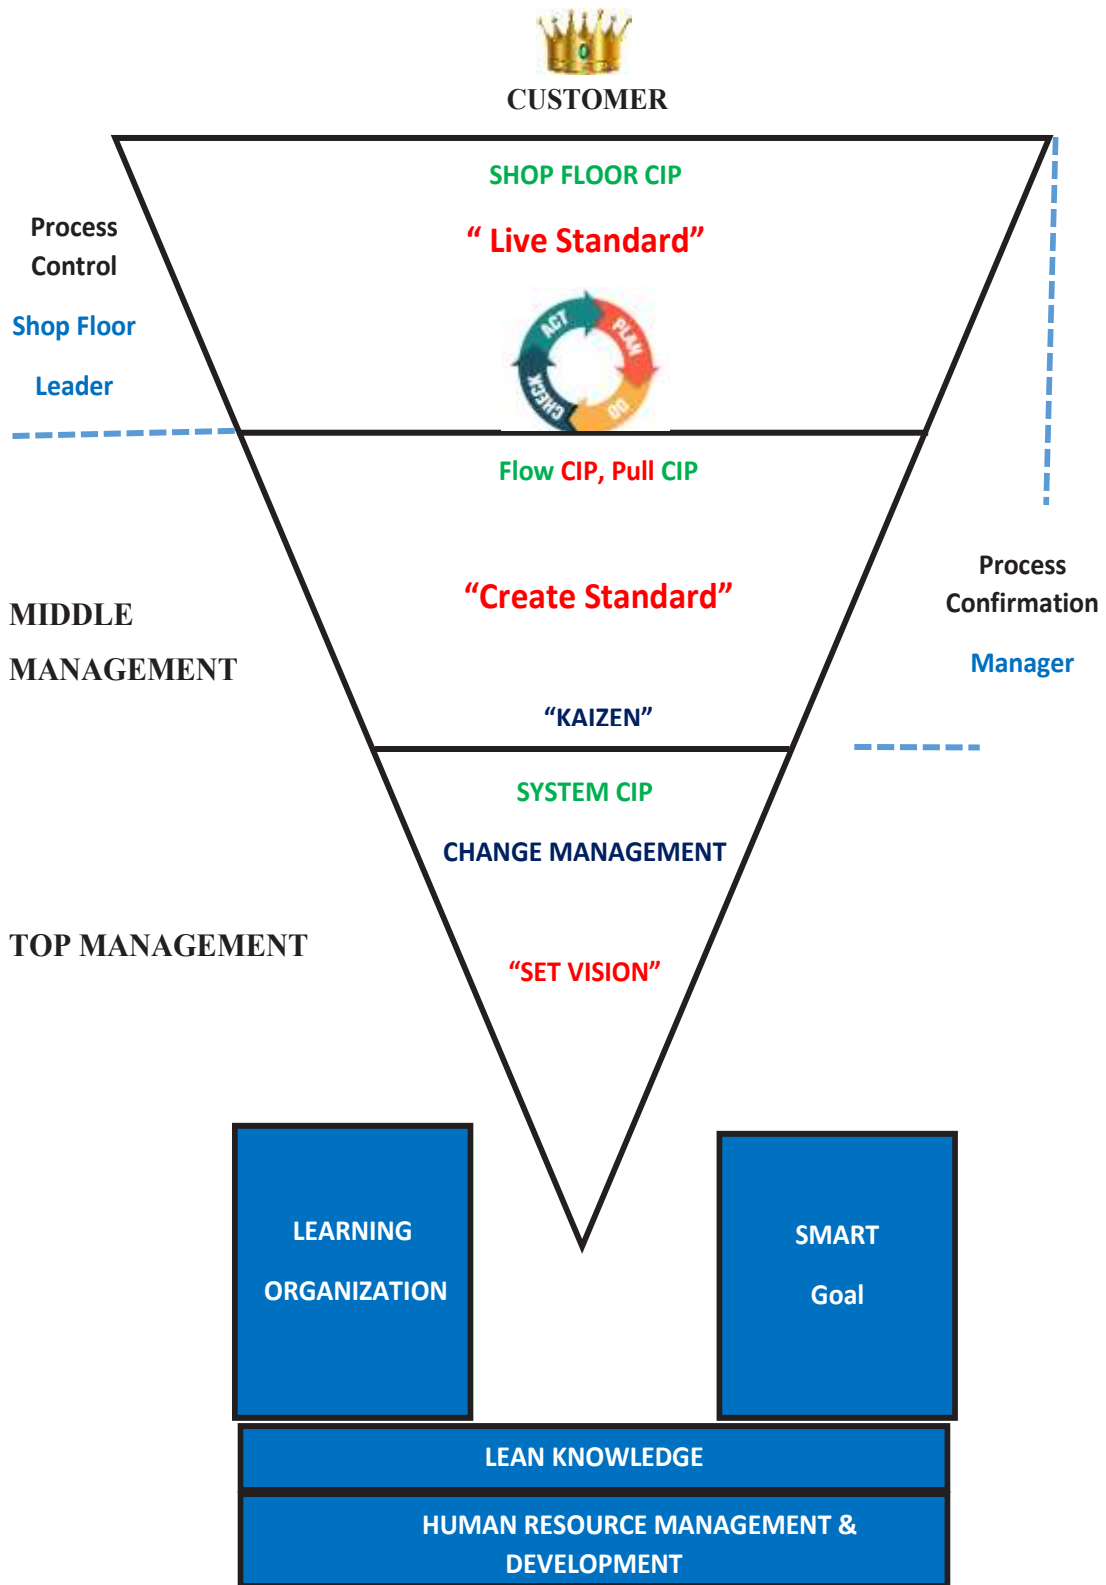 CUSTOMER
SHOP FLOOR CIP
“ Live Standard”
Process
Control
Shop Floor
Leader
ACT
PLAN
DO
CHECK
Flow CIP, Pull CIP
“Create Standard”
Process
Confirmation
Manager
MIDDLE
MANAGEMENT
“KAIZEN”
SYSTEM CIP
CHANGE MANAGEMENT
TOP MANAGEMENT
“SET VISION”
LEARNING
ORGANIZATION
SMART
Goal
LEAN KNOWLEDGE
HUMAN RESOURCE MANAGEMENT &
DEVELOPMENT